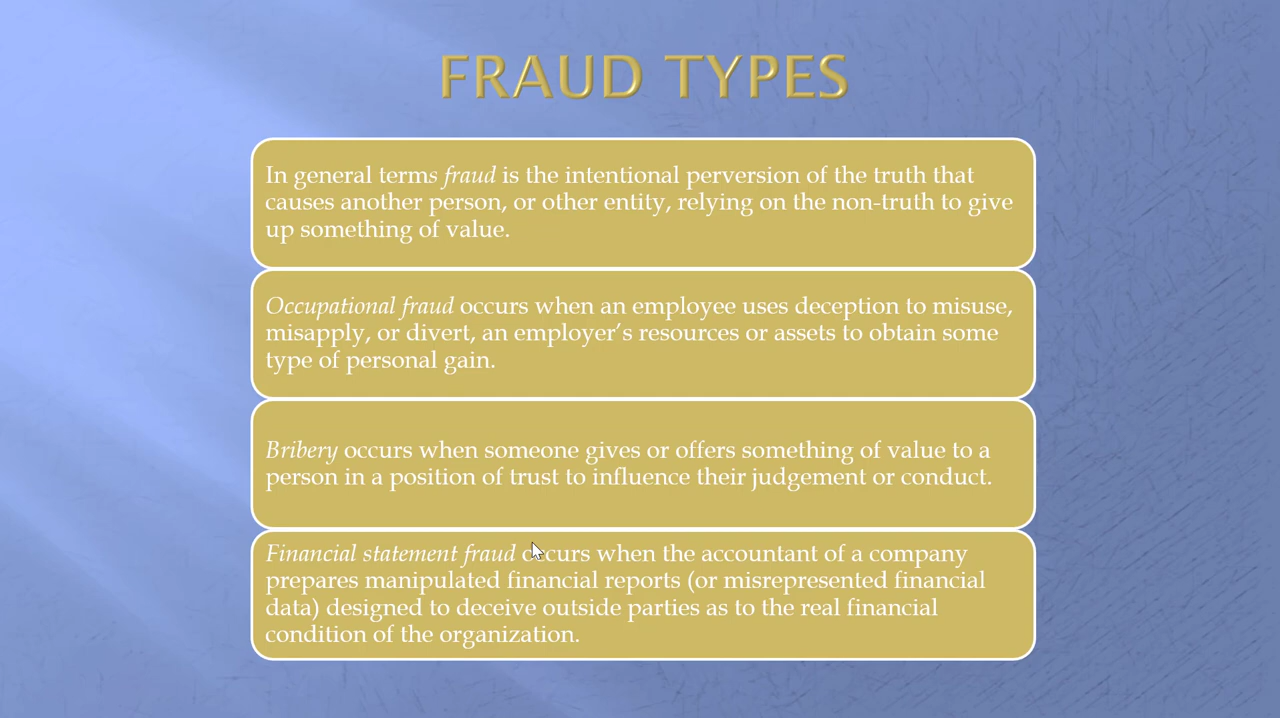 FRAUD TYPES
In general terms fraud is the intentional perversion of the truth that
causes another person, or other entity, relying on the non-truth to give
up something of value.
Occupational fraud occurs when an employee uses deception to misuse,
misapply, or divert, an employer’s resources or assets to obtain some
type of personal gain.
Bribery occurs when someone gives or offers something of value to a
person in a position of trust to influence their judgement or conduct.
Financial statement fraud occurs when the accountant of a company
prepares manipulated financial reports (or misrepresented financial
data) designed to deceive outside parties as to the real financial
condition of the organization.